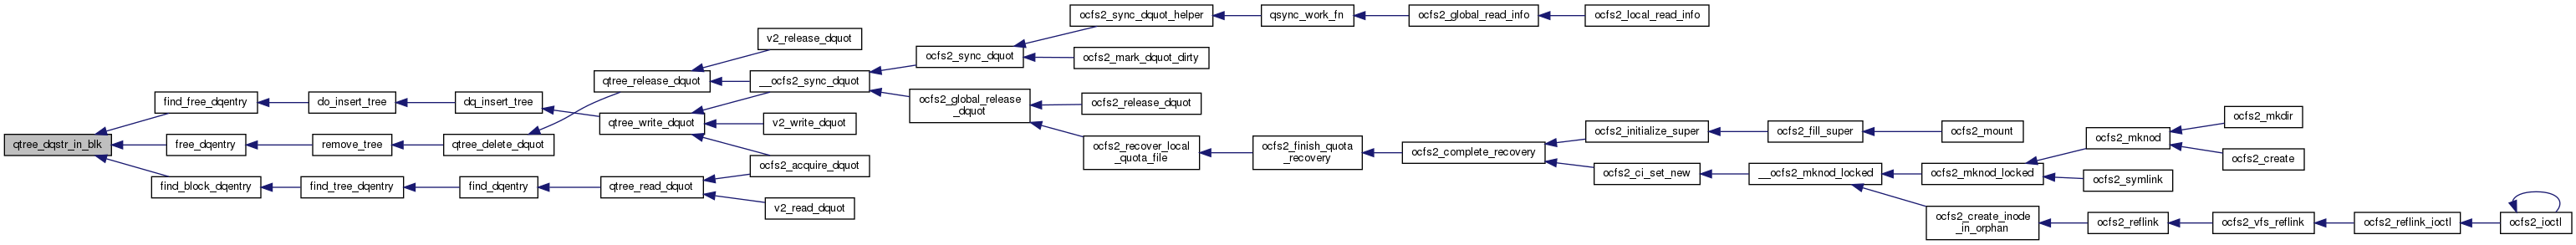 qtree_dqstr_in_blk
find_free_dqentry
free_dqentry
find_block_dqentry
do_insert_tree
remove_tree
find_tree_dqentry
dq_insert_tree
qtree_delete_dquot
find_dqentry
qtree_release_dquot
qtree_write_dquot
qtree_read_dquot
v2_release_dquot
__ocfs2_sync_dquot
v2_write_dquot
ocfs2_acquire_dquot
v2_read_dquot
ocfs2_sync_dquot
ocfs2_global_release
_dquot
ocfs2_sync_dquot_helper
ocfs2_mark_dquot_dirty
ocfs2_release_dquot
ocfs2_recover_local
_quota_file
qsync_work_fn
ocfs2_finish_quota
_recovery
ocfs2_global_read_info
ocfs2_complete_recovery
ocfs2_local_read_info
ocfs2_initialize_super
ocfs2_ci_set_new
ocfs2_fill_super
__ocfs2_mknod_locked
ocfs2_mount
ocfs2_mknod_locked
ocfs2_create_inode
_in_orphan
ocfs2_mknod
ocfs2_symlink
ocfs2_reflink
ocfs2_mkdir
ocfs2_create
ocfs2_vfs_reflink
ocfs2_reflink_ioctl
ocfs2_ioctl